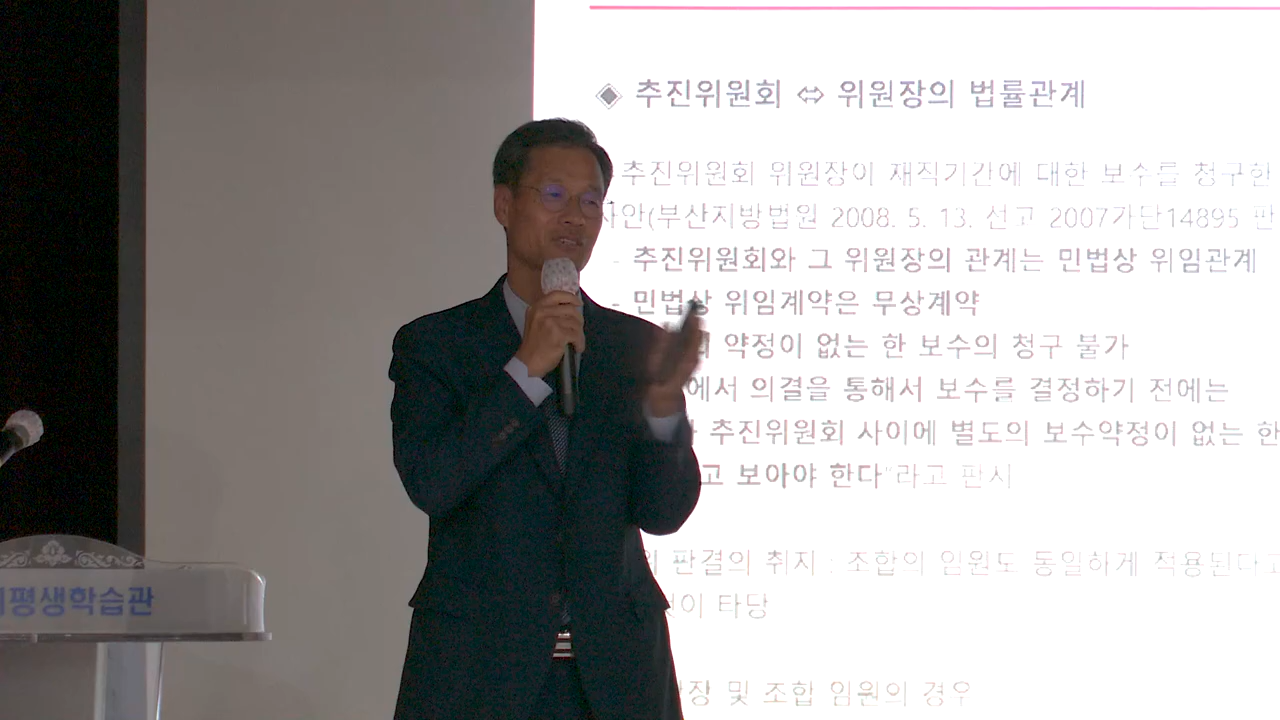 ◈ 추진위원회 ⇔ 위원장의 법률관계
추진위원회 위원장이 재직기간에 대한 보수를 청구한
사안(부산지방법원 2008. 5. 13. 선고 2007가단14895 판
- 추진위원회와 그 위원장의 관계는 민법상 위임관계
- 민법상 위임계약은 무상계약
약정이 없는 한 보수의 청구 불가
에서 의결을 통해서 보수를 결정하기 전에는
추진위원회 사이에 별도의 보수약정이 없는 한
고 보아야 한다"라고 판시
판결의 취지 : 조합의 임원도 동일하게 적용된다고
이 타당
장 및 조합 임원의 경우
평생학습관